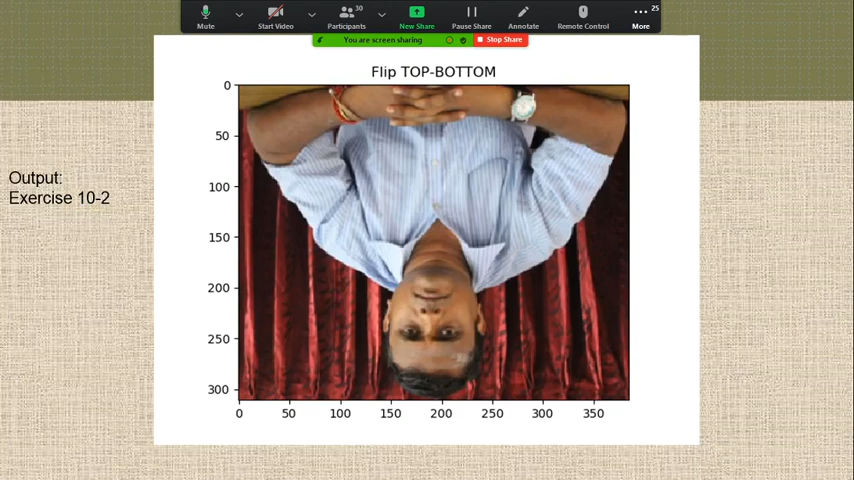 30
25
Mute Start Video Participants New Share Pause Share Annotate Remote Control More
You are screen sharing Stop Share
Flip TOP-BOTTOM
Output:
Exercise 10-2
0
50
100
150
200
250
300
0 50 100 150 200 250 300 350